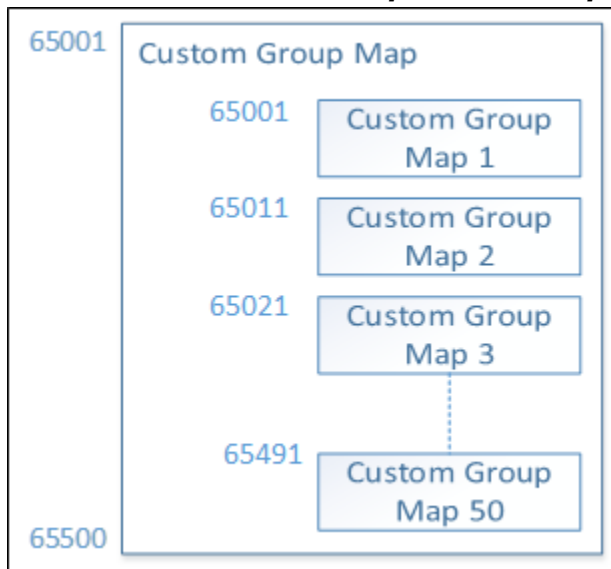 65001
Custom Group Map
65001
Custom Group
Map 1
65011
Custom Group
Map 2
65021
Custom Group
Map 3
65491
Custom Group
Map 50
65500